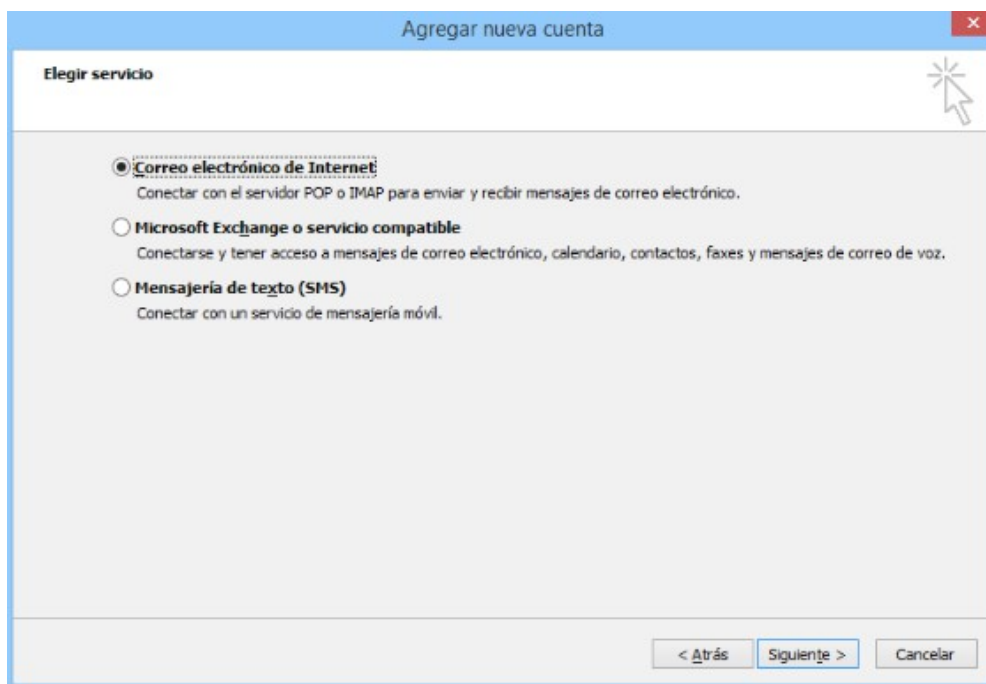 Agregar nueva cuenta
Elegir servicio
Correo electrónico de Internet
Conectar con el servidor POP o IMAP para enviar y recibir mensajes de correo electrónico.
Microsoft Exchange o servicio compatible
Conectarse y tener acceso a mensajes de correo electrónico, calendario, contactos, faxes y mensajes de correo de voz.
Mensajería de texto (SMS)
Conectar con un servicio de mensajería móvil.
< Atrás Siguiente > Cancelar